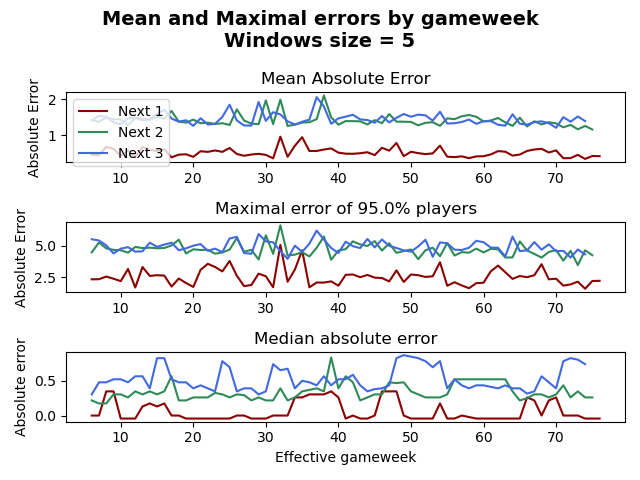 Mean and Maximal errors by gameweek
Windows size = 5
Mean Absolute Error
Absolute Error
2
1
Next 1
Next 2
Next 3
10 20 30 40 50 60 70
Maximal error of 95.0% players
Absolute Error
5.0
2.5
10 20 30 40 50 60 70
Median absolute error
Absolute error
0.5
0.0
10 20 30 40 50 60 70
Effective gameweek